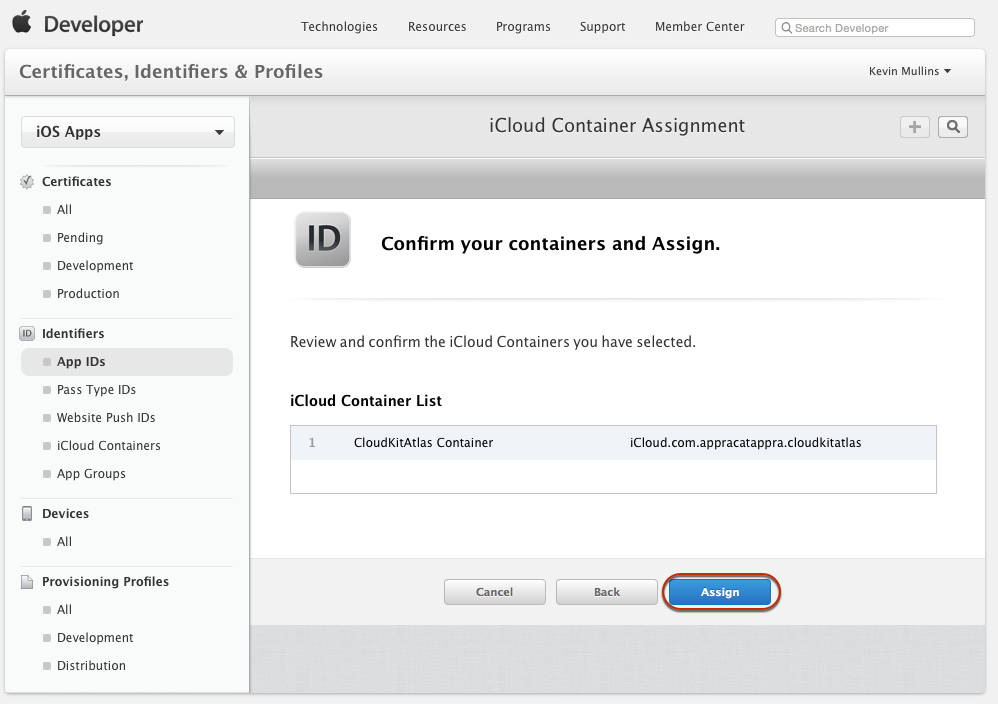 Developer
Technologies Resources Programs Support Member Center Search Developer
Certificates, Identifiers & Profiles
Kevin Mullins
iOS Apps
iCloud Container Assignment
Certificates
All
Pending
Development
Production
ID Identifiers
App IDs
Pass Type IDs
Website Push IDs
iCloud Containers
App Groups
Devices
All
Provisioning Profiles
All
Development
Distribution
ID
Confirm your containers and Assign.
Review and confirm the iCloud Containers you have selected.
iCloud Container List
1 CloudKitAtlas Container iCloud.com.appracatappra.cloudkitatlas
Cancel Back Assign